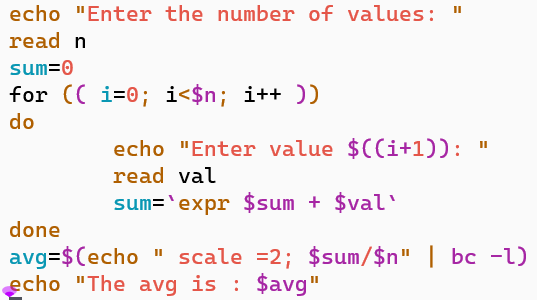 echo "Enter the number of values: "
read n
sum=0
for (( i=0; i<$n; i++ ))
do
        echo "Enter value $((i+1)): "
        read val
        sum=`expr $sum + $val`
done
avg=$(echo " scale =2; $sum/$n" | bc -l)
echo "The avg is : $avg"